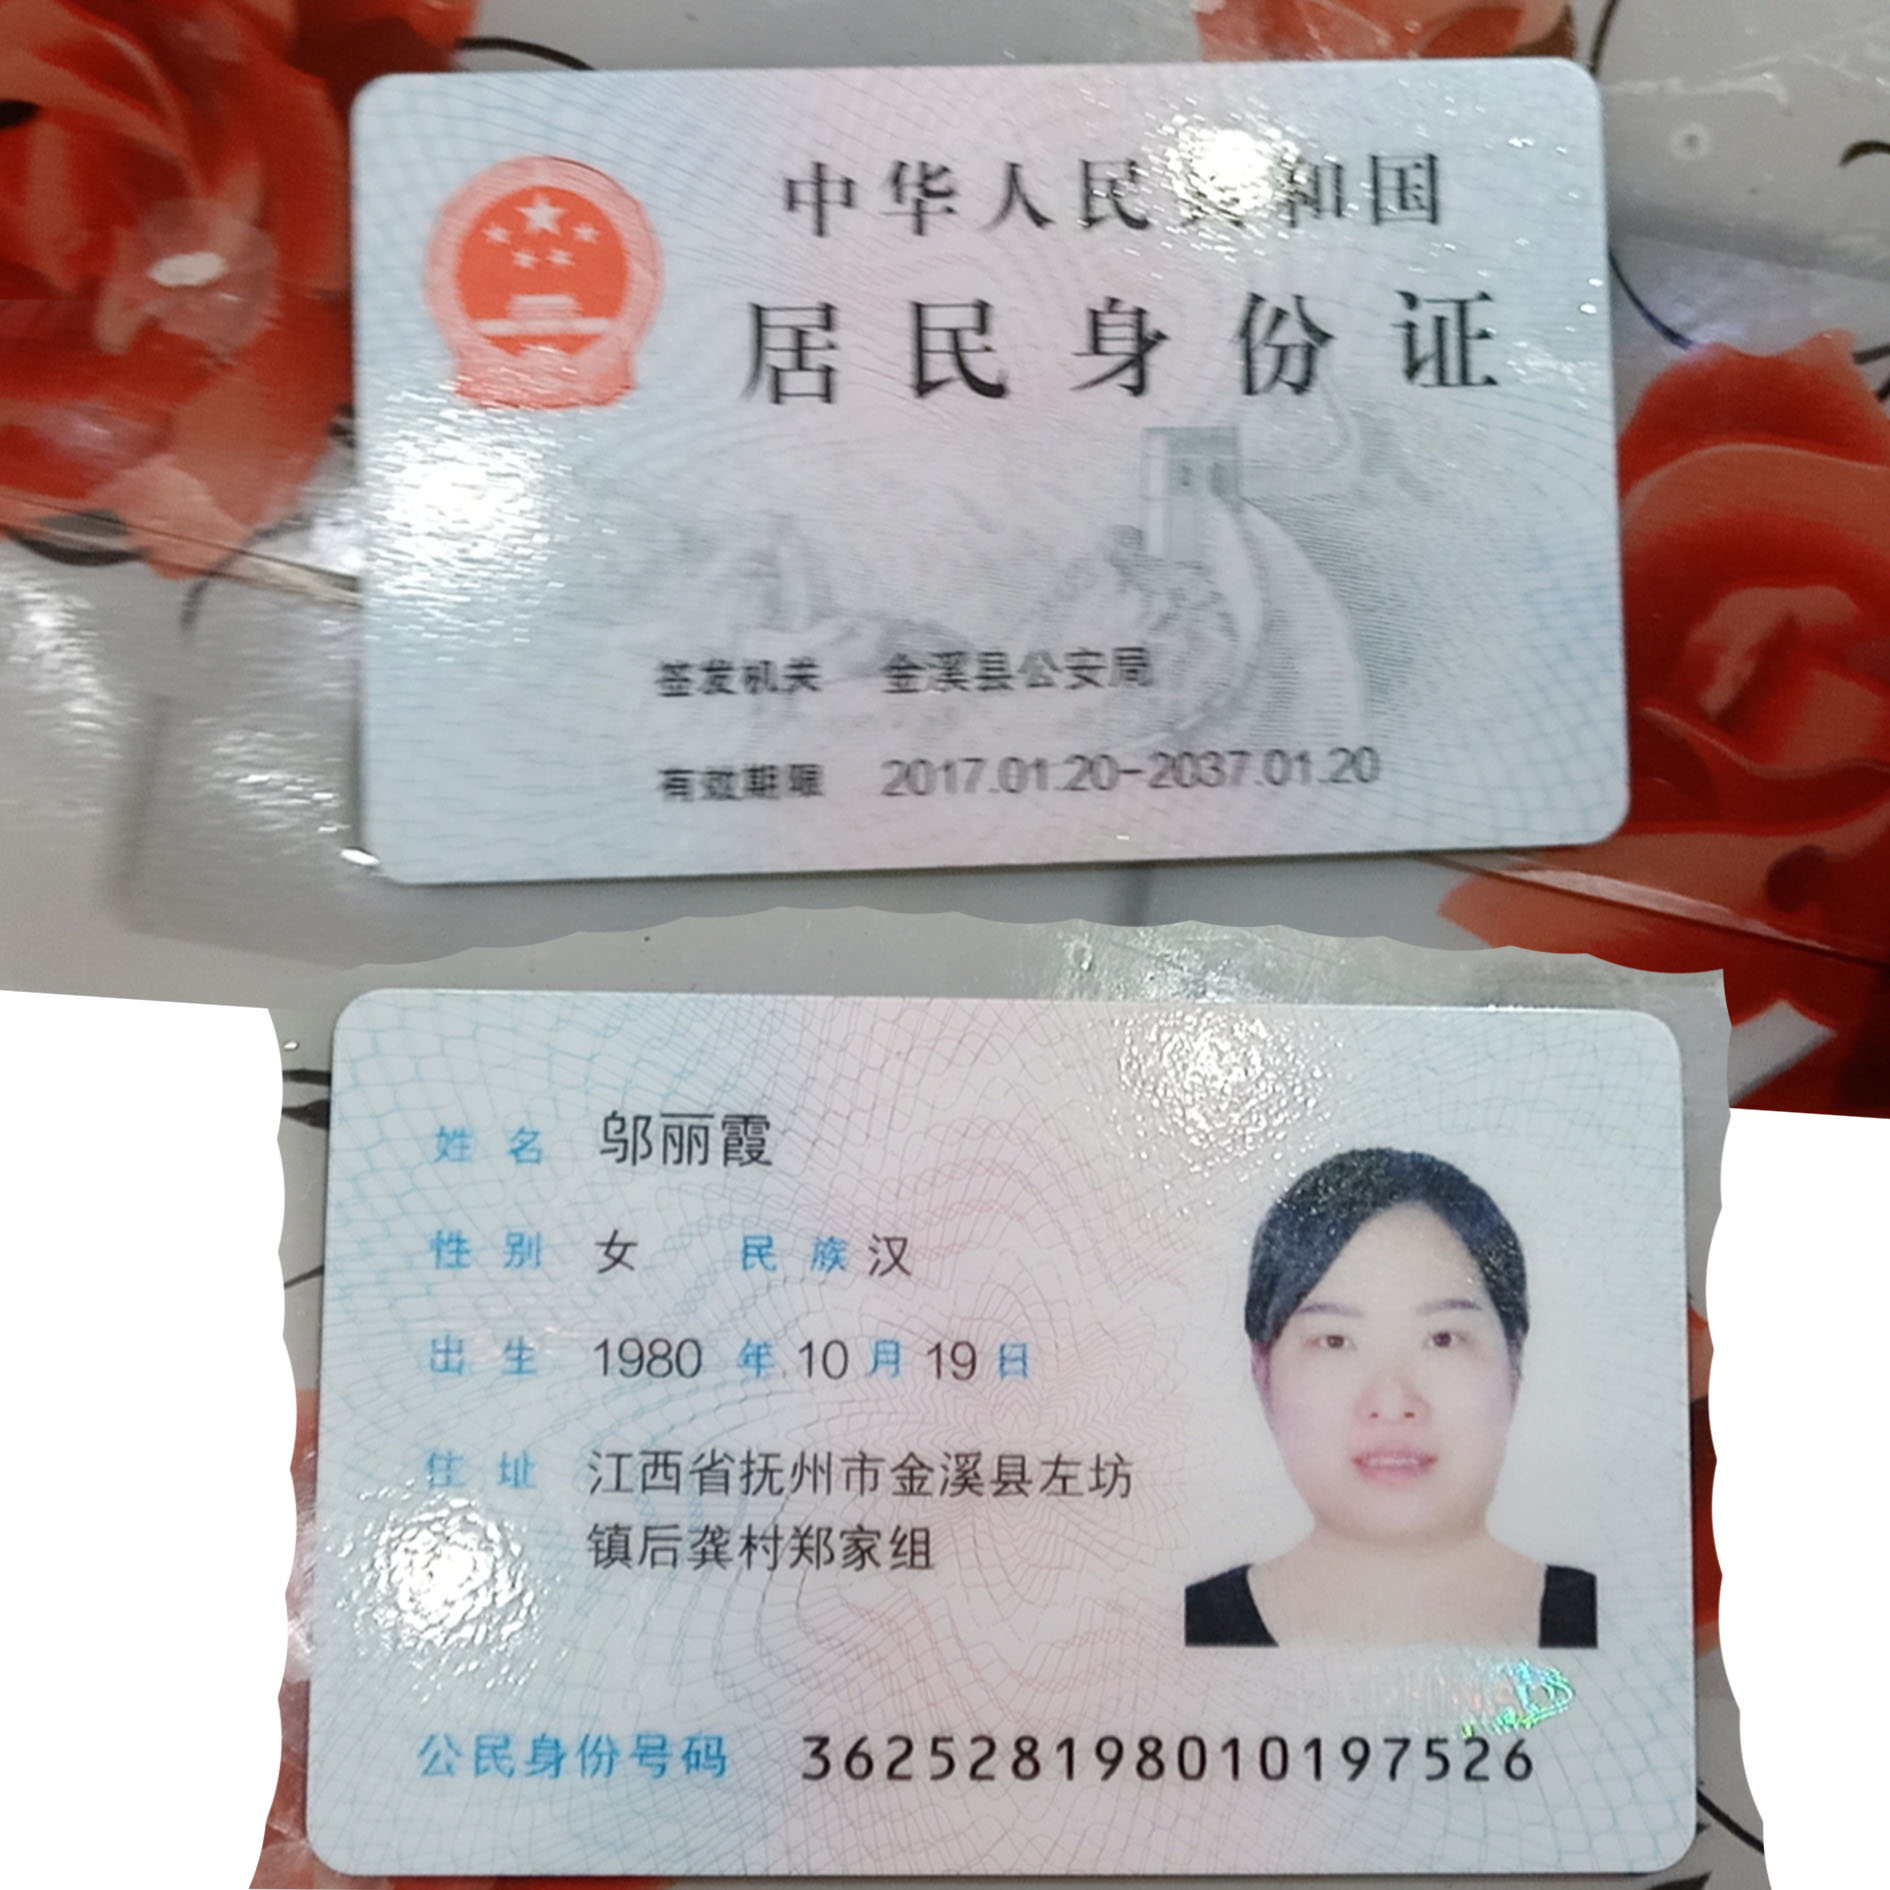 中华人民共和国
居民身份证
签发机关 金溪县公安局
有效期限 2017.01.20-2037.01.20
姓名 邬丽霞
性别 女 民族 汉
出生 1980 年 10 月 19 日
住址 江西省抚州市金溪县左坊
镇后龚村郑家组
公民身份号码 362528198010197526